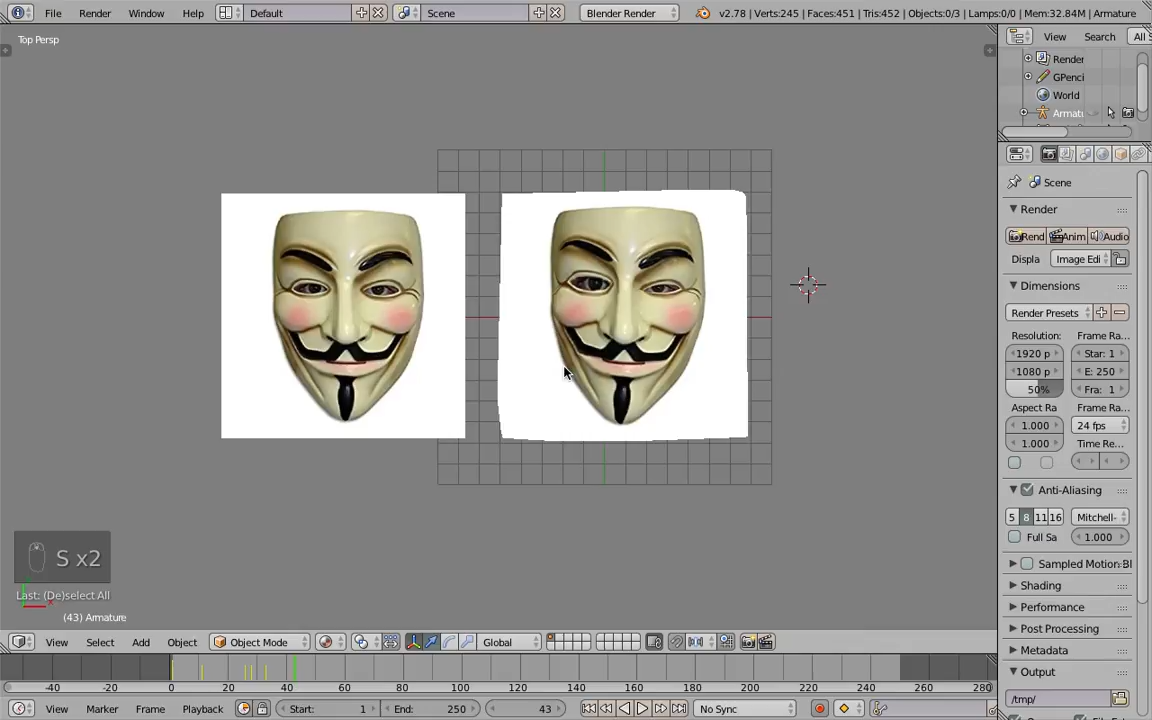 File Render Window Help Default Scene Blender Render v2.78 | Verts:245 | Faces:451 | Tris:452 | Objects:0/3 | Lamps:0/0 | Mem:32.84M | Armature
Top Persp
View Search All S
Render
GPenci
World
Armat
Scene
Render
Rend Anim Audio
Displa Image Edi
Dimensions
Render Presets
Resolution: Frame Ra...
1920 p Star: 1
1080 p E: 250
50% Fra: 1
Aspect Ra Frame Ra...
1.000 24 fps
1.000 Time Re...
Anti-Aliasing
5 8 11 16 Mitchell-
Full Sa 1.000
Sampled Motion Bl
Shading
Performance
Post Processing
Metadata
Output
/tmp/
S x2
Last: (De)select All
(43) Armature
View Select Add Object Object Mode Global
-40 -20 0 20 40 60 80 100 120 140 160 180 200 220 240 260 280
View Marker Frame Playback Start: 1 End: 250 43 No Sync